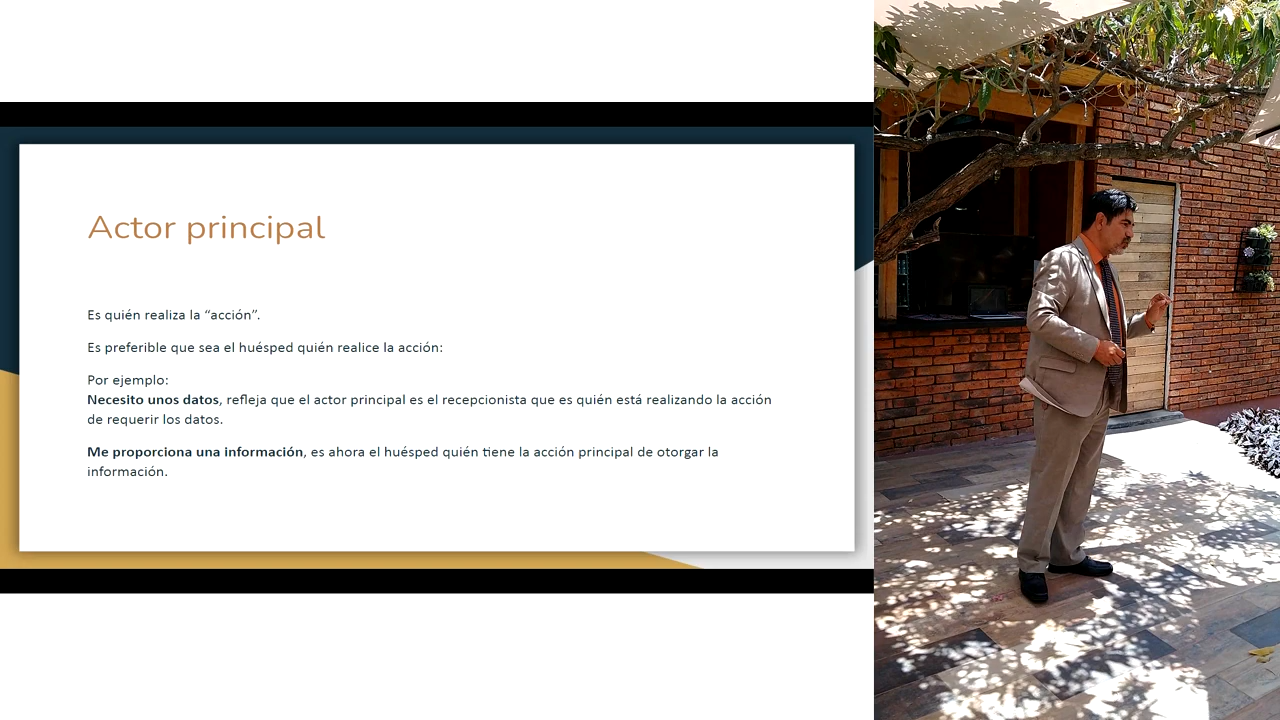 Actor principal
Es quién realiza la “acción”.
Es preferible que sea el huésped quién realice la acción:
Por ejemplo:
Necesito unos datos, refleja que el actor principal es el recepcionista que es quién está realizando la acción
de requerir los datos.
Me proporciona una información, es ahora el huésped quién tiene la acción principal de otorgar la
información.